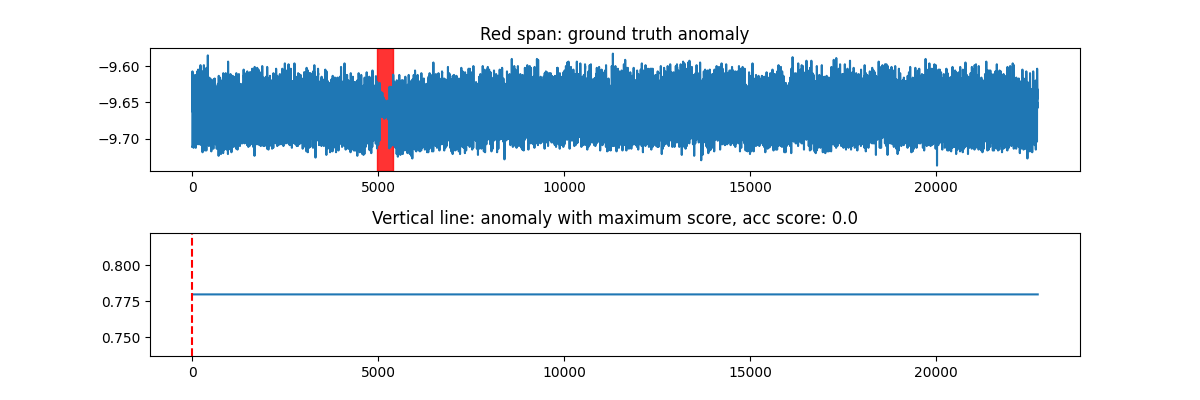 Red span: ground truth anomaly
−9.60
−9.65
−9.70
0 5000 10000 15000 20000
Vertical line: anomaly with maximum score, acc score: 0.0
0.800
0.775
0.750
0 5000 10000 15000 20000